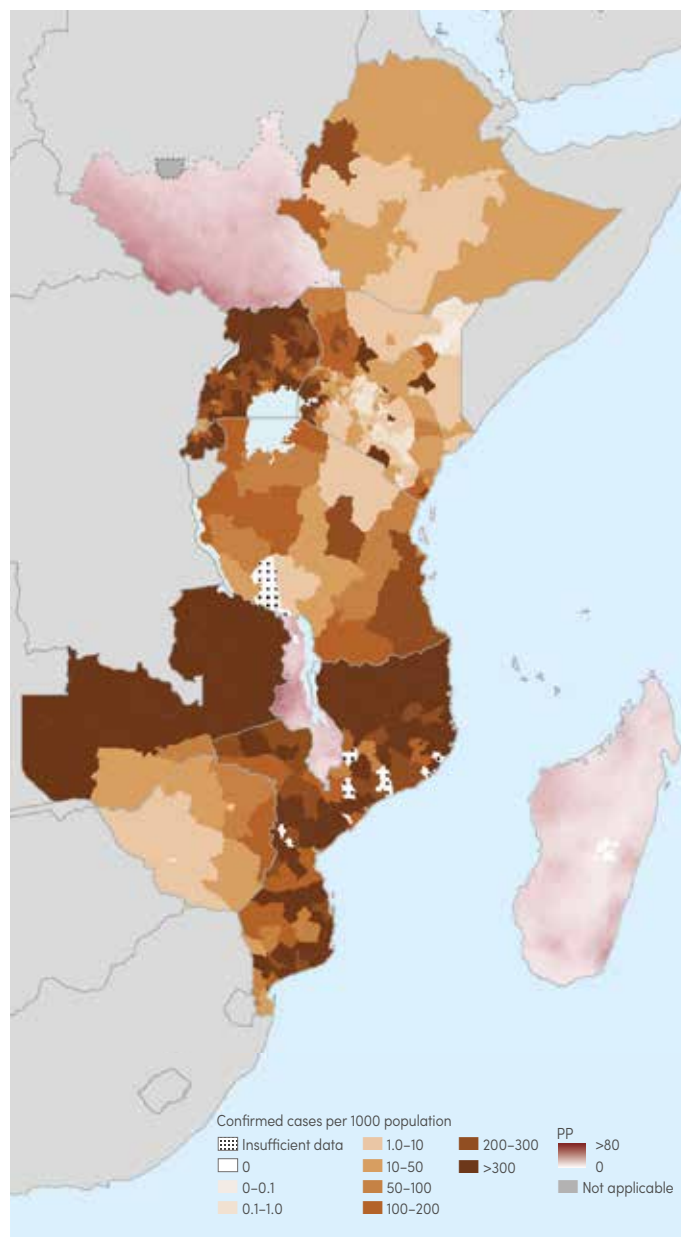 Confirmed cases per 1000 population
Insufficient data
0
0–0.1
0.1–1.0
1.0–10
10–50
50–100
100–200
200–300
>300
PP
>80
0
Not applicable